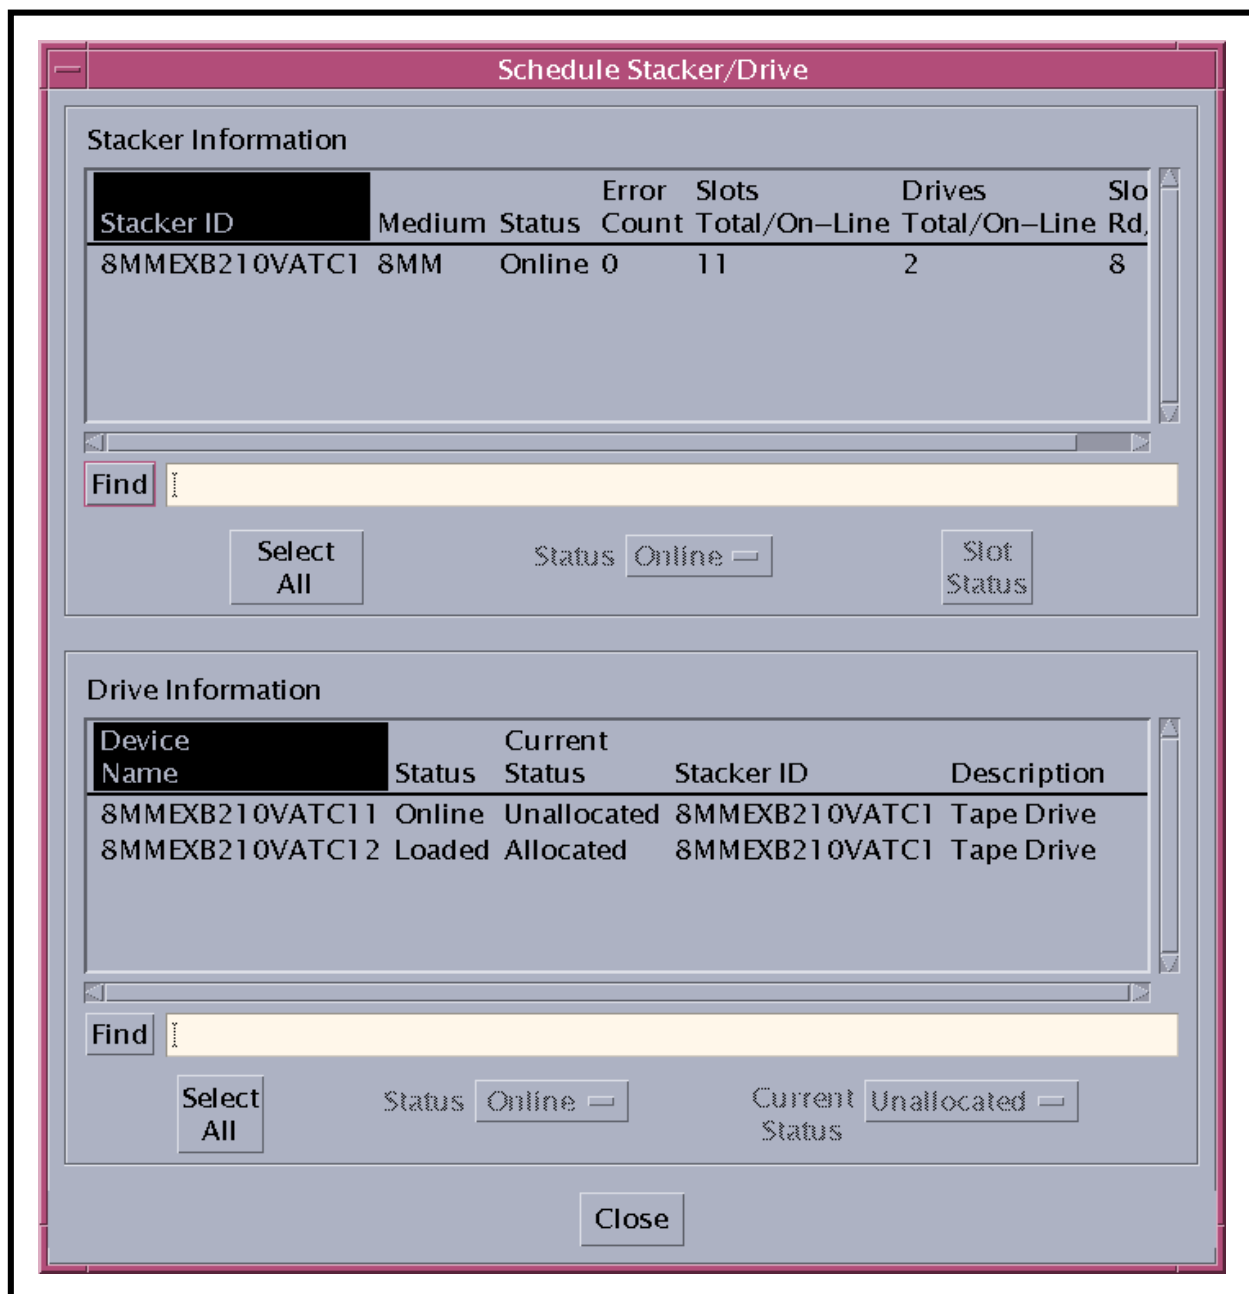 Schedule Stacker/Drive
Stacker Information
Error Slots Drives Slo
Stacker ID Medium Status Count Total/On-Line Total/On-Line Rd,
8MMEXB210VATC1 8MM Online 0 11 2 8
Find
Select
All
Status Online
Slot
Status
Drive Information
Device Current
Name Status Status Stacker ID Description
8MMEXB210VATC11 Online Unallocated 8MMEXB210VATC1 Tape Drive
8MMEXB210VATC12 Loaded Allocated 8MMEXB210VATC1 Tape Drive
Find
Select
All
Status Online
Current
Status
Unallocated
Close